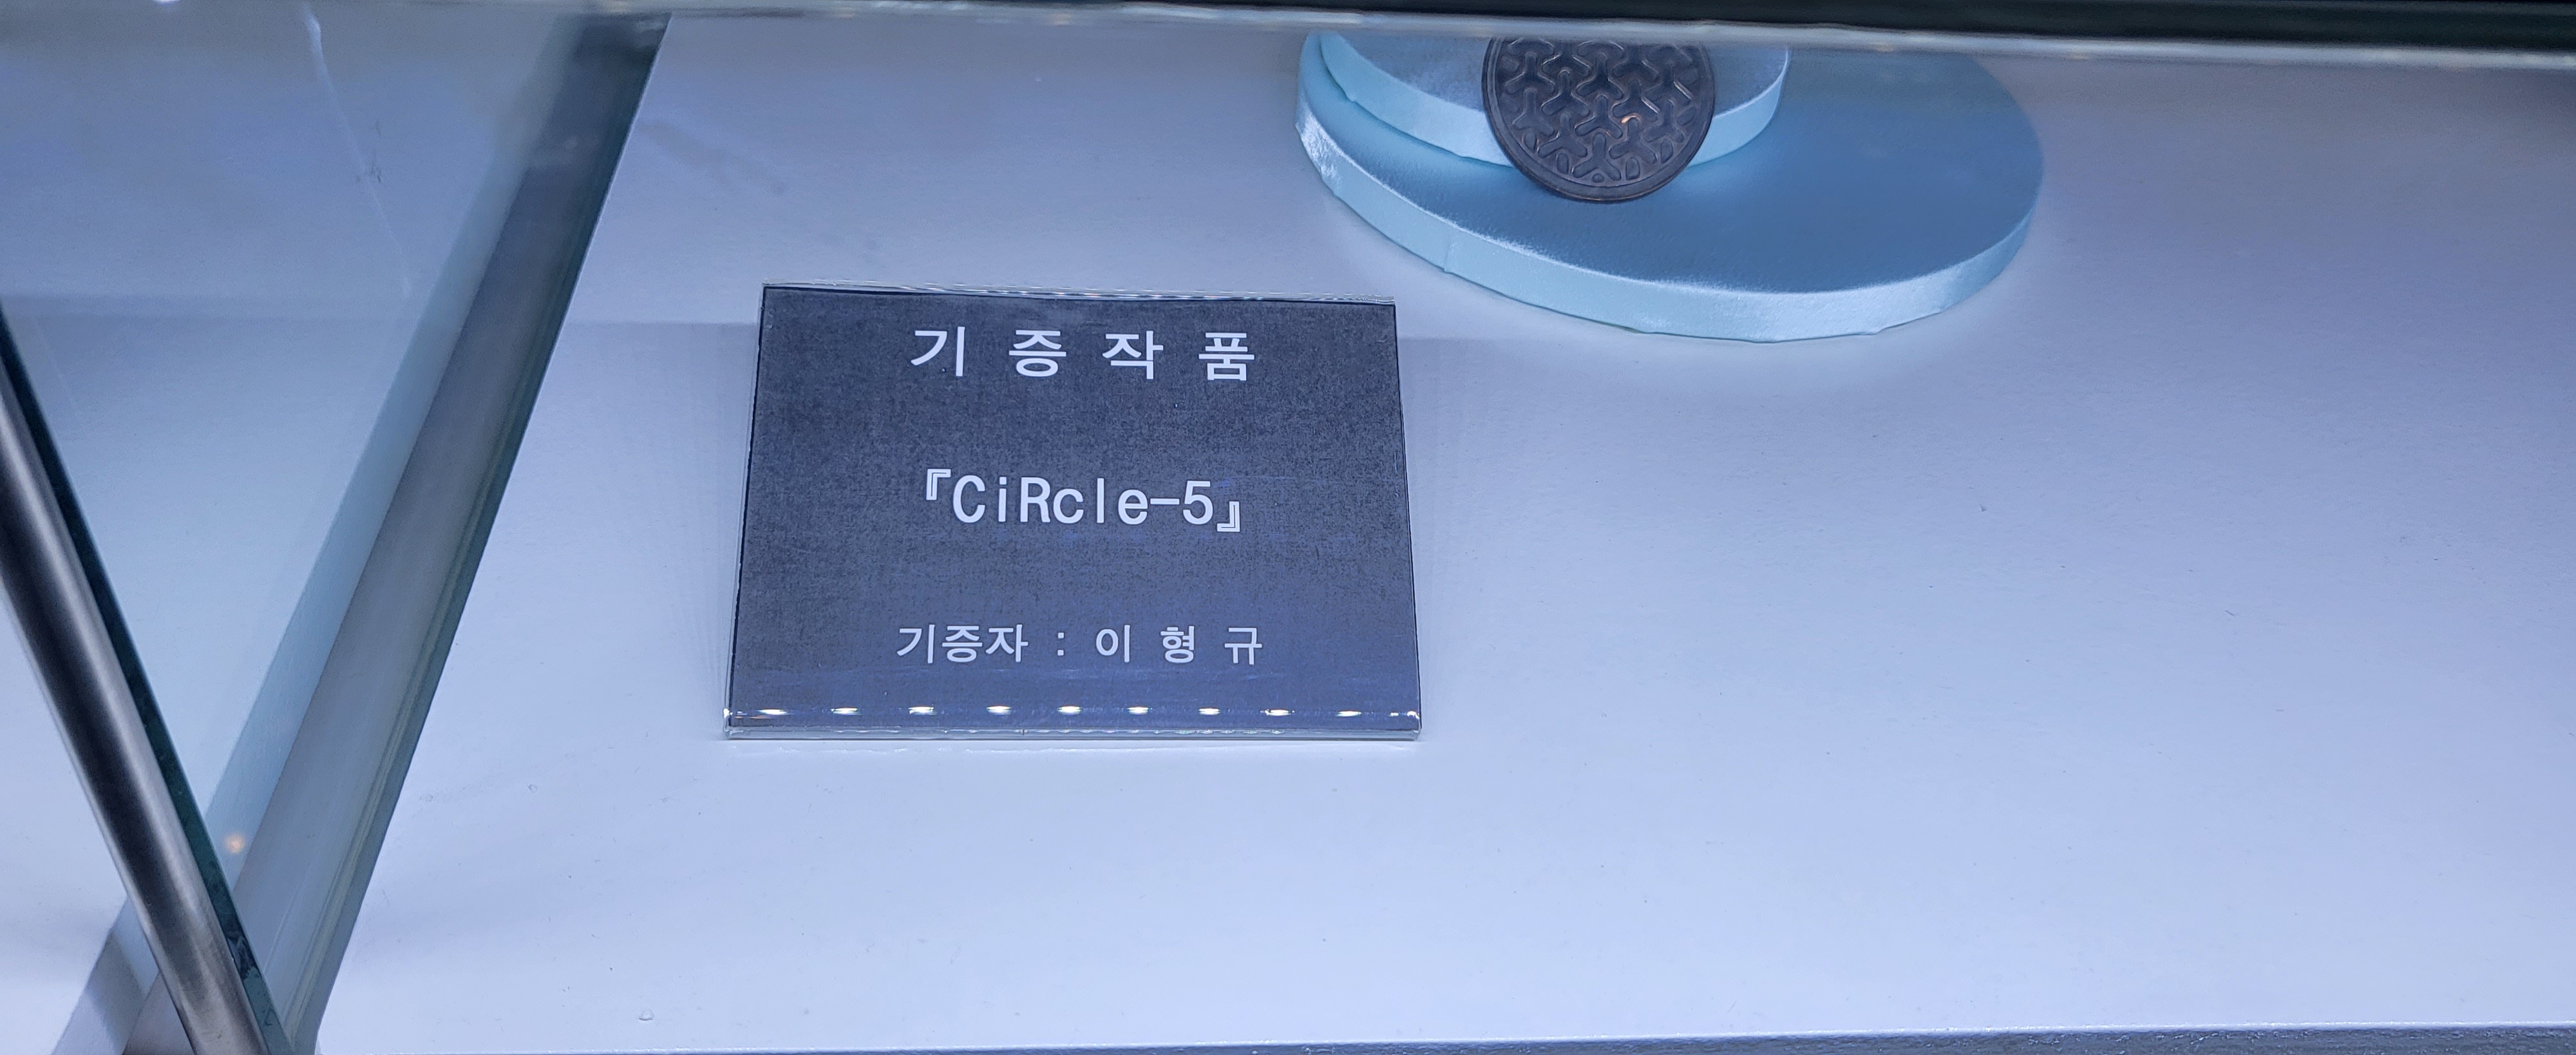 기 증 작 품
『CiRcle-5』
기증자 : 이 형 규